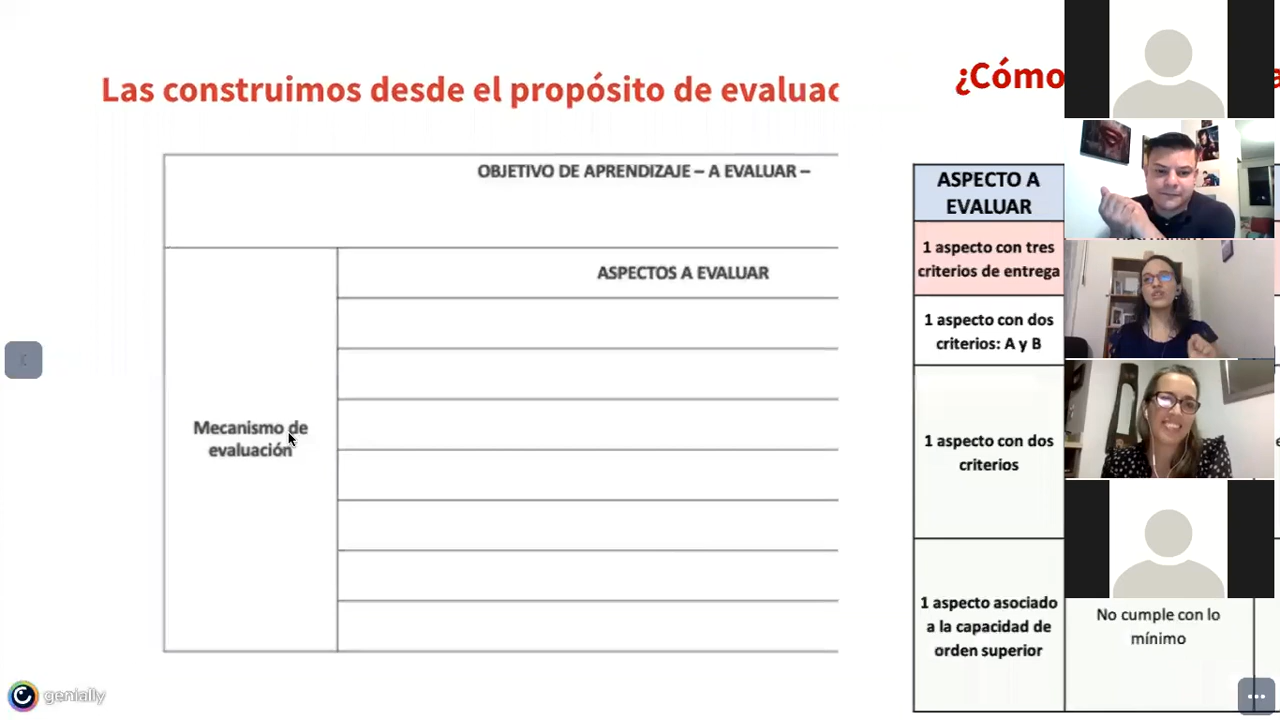 Las construimos desde el propósito de evaluac
OBJETIVO DE APRENDIZAJE – A EVALUAR –
ASPECTOS A EVALUAR
Mecanismo de
evaluación
¿Cómo
ASPECTO A
EVALUAR
1 aspecto con tres
criterios de entrega
1 aspecto con dos
criterios: A y B
1 aspecto con dos
criterios
1 aspecto asociado
a la capacidad de
orden superior
No cumple con lo
mínimo
genially